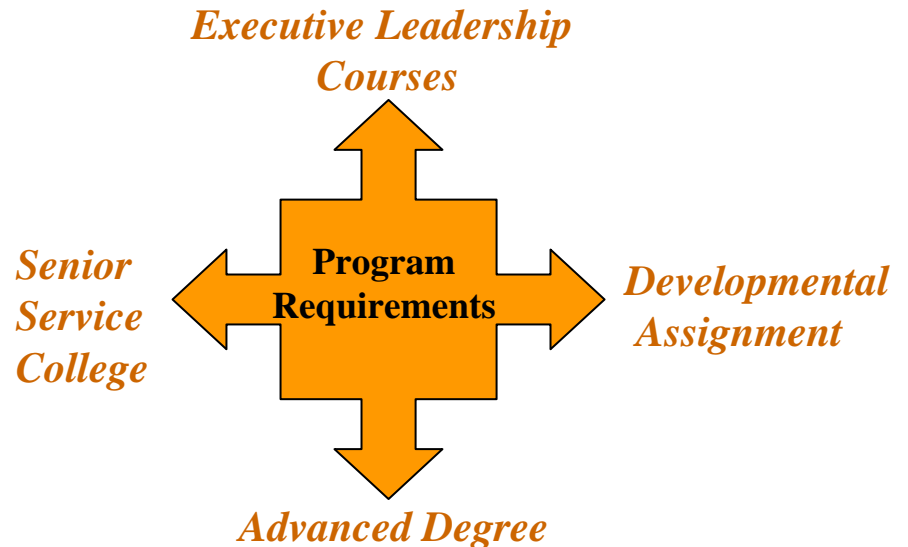 Executive Leadership
Courses
Senior
Service
College
Program
Requirements
Developmental
Assignment
Advanced Degree